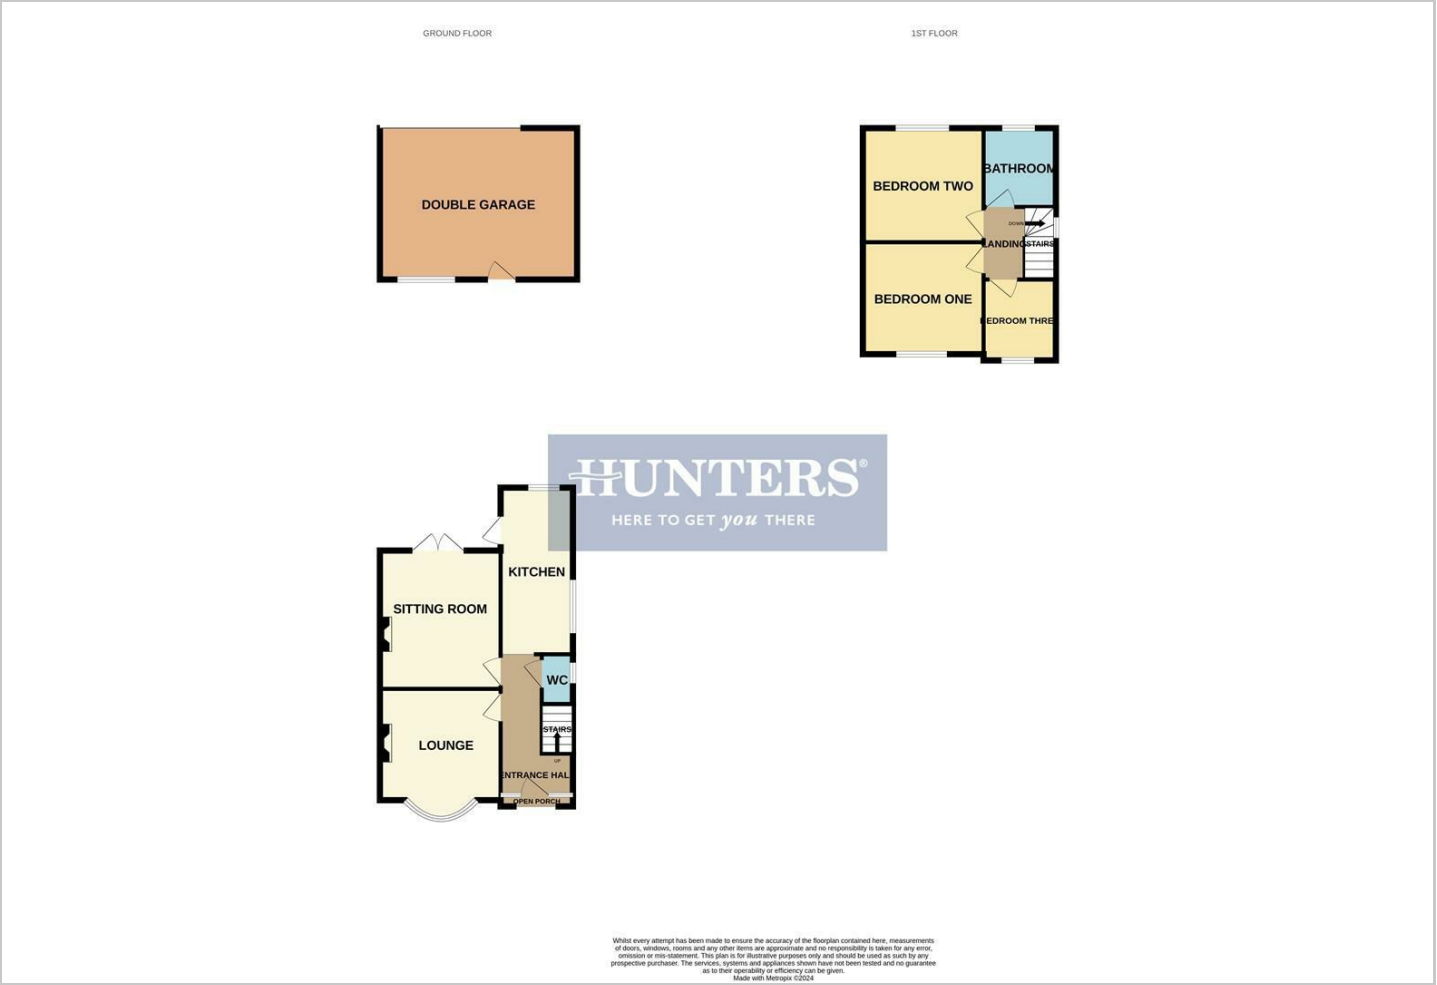 GROUND FLOOR
1ST FLOOR
DOUBLE GARAGE
BEDROOM TWO
BATHROOM
DOWN
LANDING
STAIRS
BEDROOM ONE
EDROOM THRE
HUNTERS®
HERE TO GET you THERE
KITCHEN
SITTING ROOM
WC
LOUNGE
STAIRS
UP
ENTRANCE HAL
OPEN PORCH
Whilst every attempt has been made to ensure the accuracy of the floorplan contained here, measurements
of doors, windows, rooms and any other items are approximate and no responsibility is taken for any error,
omission or mis-statement. This plan is for illustrative purposes only and should be used as such by any
prospective purchaser. The services, systems and appliances shown have not been tested and no guarantee
as to their operability or efficiency can be given.
Made with Metropix ©2024